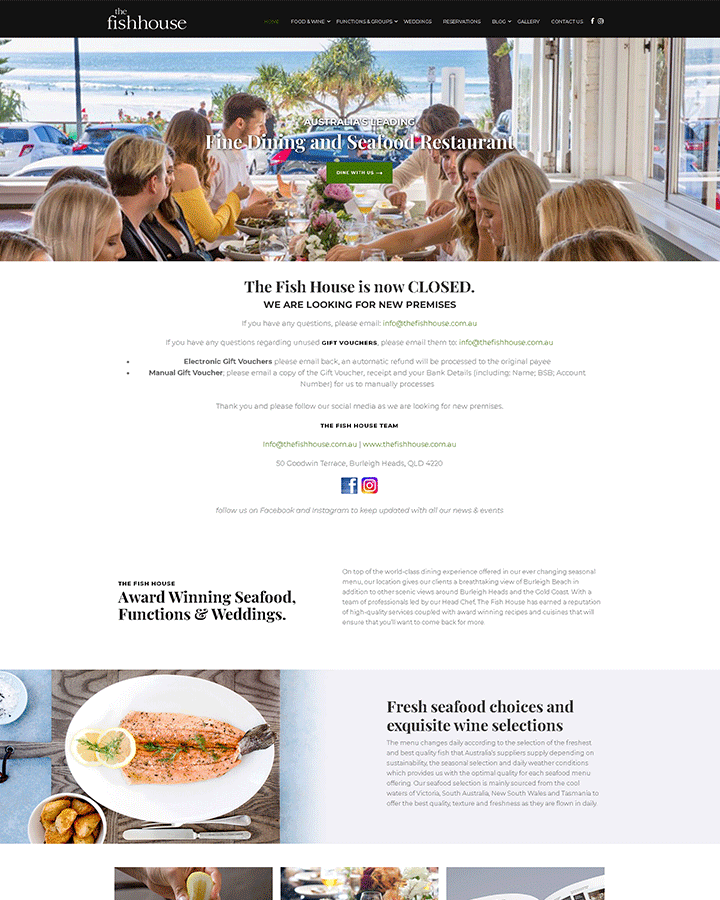 the
fishhouse
HOME FOOD & WINE FUNCTIONS & GROUPS WEDDINGS RESERVATIONS BLOG GALLERY CONTACT US
AUSTRALIA'S LEADING
Fine Dining and Seafood Restaurant
DINE WITH US
The Fish House is now CLOSED.
WE ARE LOOKING FOR NEW PREMISES
If you have any questions, please email: info@thefishhouse.com.au
If you have any questions regarding unused GIFT VOUCHERS, please email them to: info@thefishhouse.com.au
• Electronic Gift Vouchers please email back, an automatic refund will be processed to the original payee
• Manual Gift Voucher; please email a copy of the Gift Voucher, receipt and your Bank Details (including: Name; BSB; Account
Number) for us to manually processes
Thank you and please follow our social media as we are looking for new premises.
THE FISH HOUSE TEAM
Info@thefishhouse.com.au | www.thefishhouse.com.au
50 Goodwin Terrace, Burleigh Heads, QLD 4220
follow us on Facebook and Instagram to keep updated with all our news & events
THE FISH HOUSE
Award Winning Seafood,
Functions & Weddings.
On top of the world-class dining experience offered in our ever changing seasonal
menu, our location gives our clients a breathtaking view of Burleigh Beach in
addition to other scenic views around Burleigh Heads and the Gold Coast. With a
team of professionals led by our Head Chef, The Fish House has earned a reputation
of high-quality services coupled with award winning recipes and cuisines that will
ensure that you'll want to come back for more.
Fresh seafood choices and
exquisite wine selections
The menu changes daily according to the selection of the freshest
and best quality fish that Australia's suppliers supply depending on
sustainability, the seasonal selection and daily weather conditions
which provides us with the optimal quality for each seafood menu
offering. Our seafood selection is mainly sourced from the cool
waters of Victoria, South Australia, New South Wales and Tasmania to
offer the best quality, texture and freshness as they are flown in daily.